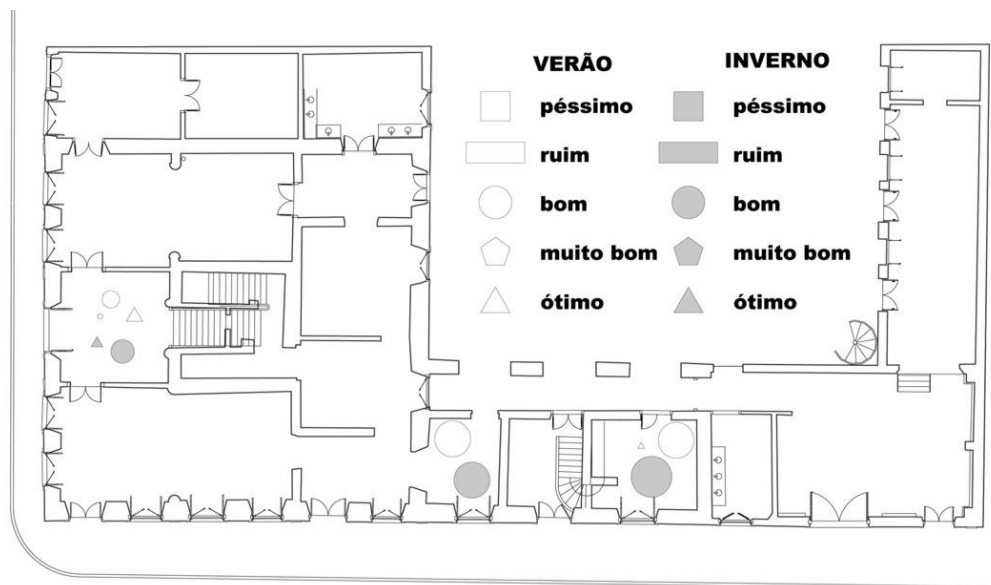 VERÃO INVERNO
péssimo péssimo
ruim ruim
bom bom
muito bom muito bom
ótimo ótimo